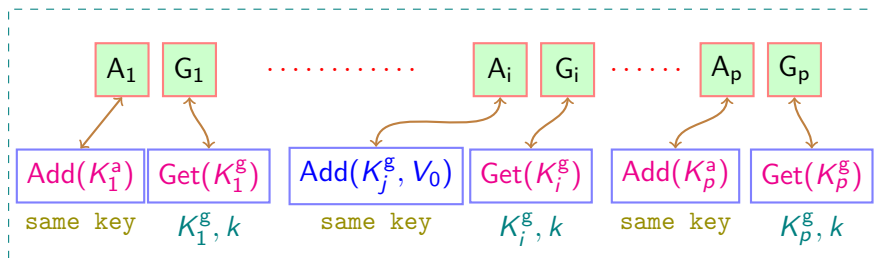 A₁ G₁ ............ Aᵢ Gᵢ ...... Aₚ Gₚ
Add(K₁ᵃ) Get(K₁ᵍ) Add(Kⱼᵍ, V₀) Get(Kᵢᵍ) Add(Kₚᵃ) Get(Kₚᵍ)
same key K₁ᵍ, k same key Kᵢᵍ, k same key Kₚᵍ, k